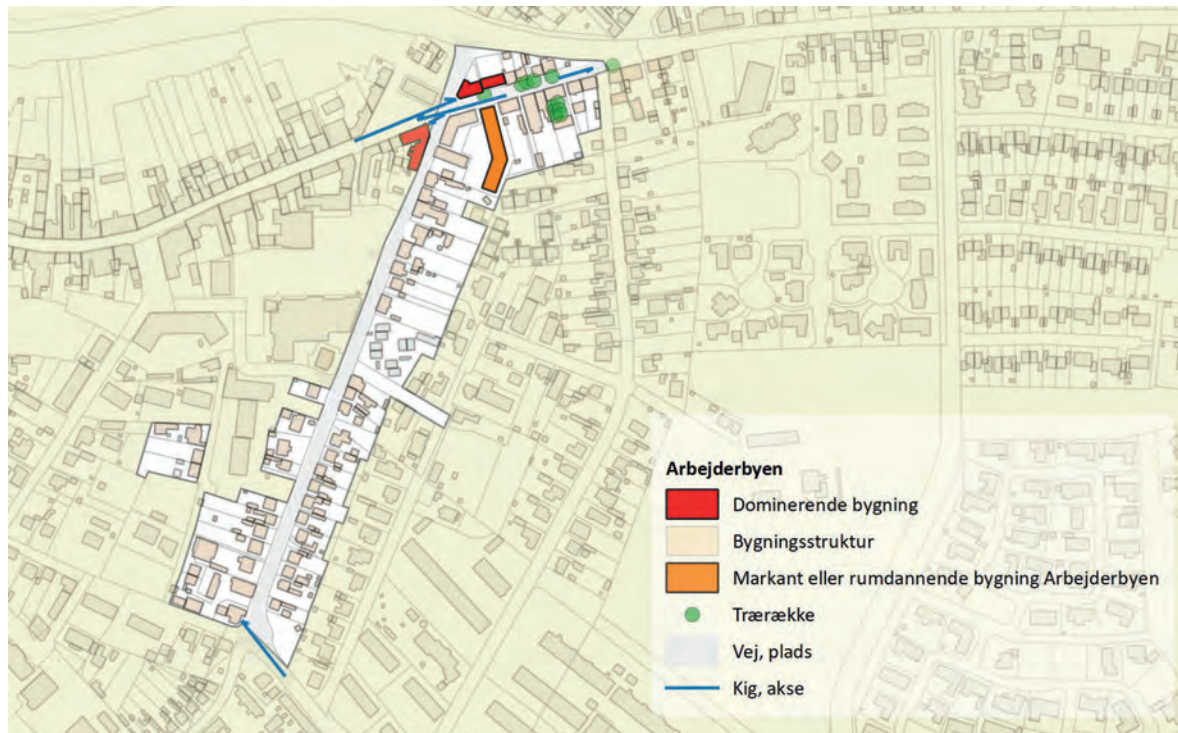 Arbejderbyen
Dominerende bygning
Bygningsstruktur
Markant eller rumdannende bygning Arbejderbyen
Trærække
Vej, plads
Kig, akse